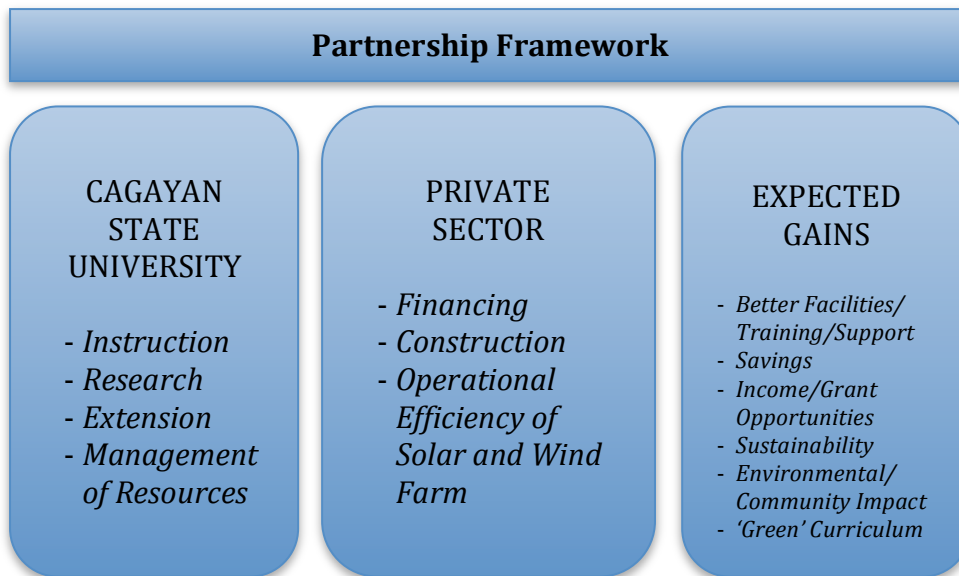 Partnership Framework
CAGAYAN
STATE
UNIVERSITY
- Instruction
- Research
- Extension
- Management
of Resources
PRIVATE
SECTOR
- Financing
- Construction
- Operational
Efficiency of
Solar and Wind
Farm
EXPECTED
GAINS
- Better Facilities/
Training/Support
- Savings
- Income/Grant
Opportunities
- Sustainability
- Environmental/
Community Impact
- ‘Green’ Curriculum